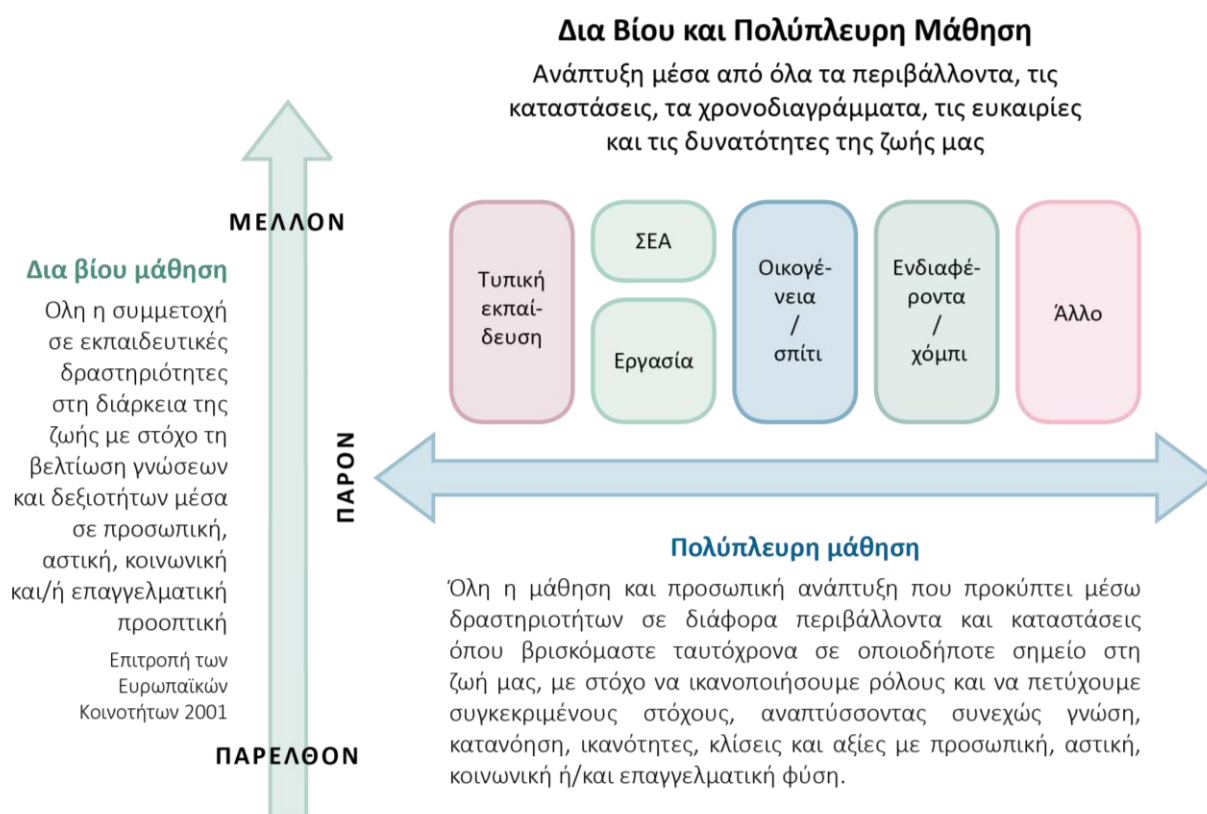 Δια Βίου και Πολύπλευρη Μάθηση
Ανάπτυξη μέσα από όλα τα περιβάλλοντα, τις
καταστάσεις, τα χρονοδιαγράμματα, τις ευκαιρίες
και τις δυνατότητες της ζωής μας
ΜΕΛΛΟΝ
Δια βίου μάθηση
Ολη η συμμετοχή
σε εκπαιδευτικές
δραστηριότητες
στη διάρκεια της
ζωής με στόχο τη
βελτίωση γνώσεων
και δεξιοτήτων μέσα
σε προσωπική,
αστική, κοινωνική
και/ή επαγγελματική
προοπτική
Επιτροπή των
Ευρωπαϊκών
Κοινοτήτων 2001
ΠΑΡΕΛΘΟΝ
ΠΑΡΟΝ
Τυπική
εκπαί-
δευση
ΣΕΑ
Εργασία
Οικογέ-
νεια
/
σπίτι
Ενδιαφέ-
ροντα
/
χόμπι
Άλλο
Πολύπλευρη μάθηση
Όλη η μάθηση και προσωπική ανάπτυξη που προκύπτει μέσω
δραστηριοτήτων σε διάφορα περιβάλλοντα και καταστάσεις
όπου βρισκόμαστε ταυτόχρονα σε οποιοδήποτε σημείο στη
ζωή μας, με στόχο να ικανοποιήσουμε ρόλους και να πετύχουμε
συγκεκριμένους στόχους, αναπτύσσοντας συνεχώς γνώση,
κατανόηση, ικανότητες, κλίσεις και αξίες με προσωπική, αστική,
κοινωνική ή/και επαγγελματική φύση.